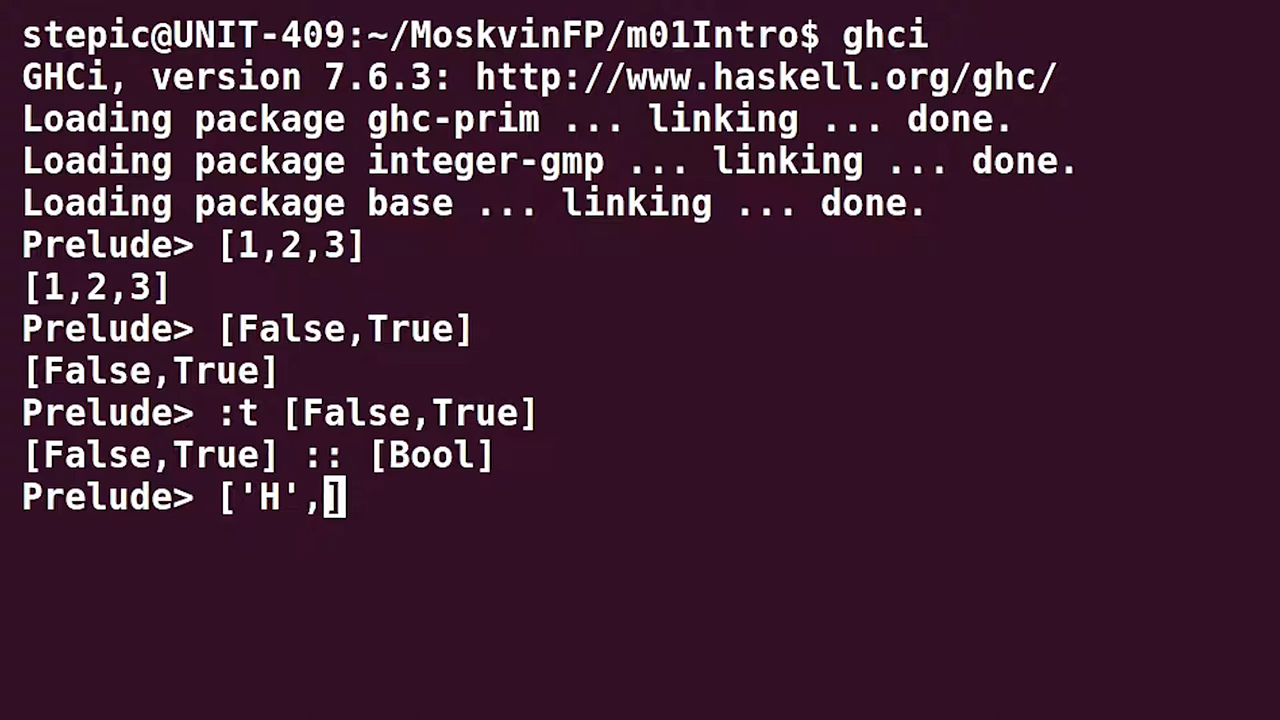 stepic@UNIT-409:~/MoskvinFP/m01Intro$ ghci
GHCi, version 7.6.3: http://www.haskell.org/ghc/
Loading package ghc-prim ... linking ... done.
Loading package integer-gmp ... linking ... done.
Loading package base ... linking ... done.
Prelude> [1,2,3]
[1,2,3]
Prelude> [False,True]
[False,True]
Prelude> :t [False,True]
[False,True] :: [Bool]
Prelude> ['H',]